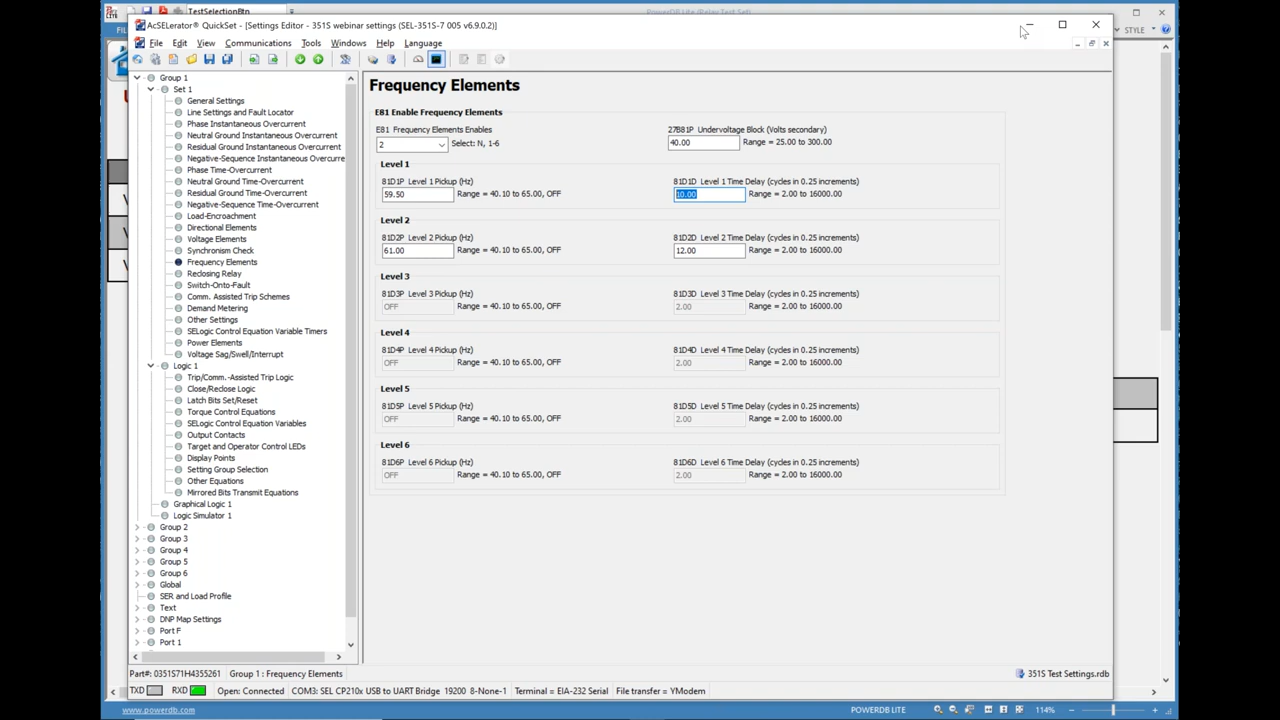 TestSelectionBtn
PowerDB Lite (Relay Test Set)
STYLE
AcSELerator® QuickSet - [Settings Editor - 351S webinar settings (SEL-351S-7 005 v6.9.0.2)]
File Edit View Communications Tools Windows Help Language
Group 1
Set 1
General Settings
Line Settings and Fault Locator
Phase Instantaneous Overcurrent
Neutral Ground Instantaneous Overcurrent
Residual Ground Instantaneous Overcurrent
Negative-Sequence Instantaneous Overcurre
Phase Time-Overcurrent
Neutral Ground Time-Overcurrent
Residual Ground Time-Overcurrent
Negative-Sequence Time-Overcurrent
Load-Encroachment
Directional Elements
Voltage Elements
Synchronism Check
Frequency Elements
Reclosing Relay
Switch-Onto-Fault
Comm. Assisted Trip Schemes
Demand Metering
Other Settings
SELogic Control Equation Variable Timers
Power Elements
Voltage Sag/Swell/Interrupt
Logic 1
Trip/Comm.-Assisted Trip Logic
Close/Reclose Logic
Latch Bits Set/Reset
Torque Control Equations
SELogic Control Equation Variables
Output Contacts
Target and Operator Control LEDs
Display Points
Setting Group Selection
Other Equations
Mirrored Bits Transmit Equations
Graphical Logic 1
Logic Simulator 1
Group 2
Group 3
Group 4
Group 5
Group 6
Global
SER and Load Profile
Text
DNP Map Settings
Port F
Port 1
Frequency Elements
E81 Enable Frequency Elements
E81 Frequency Elements Enables 27B81P Undervoltage Block (Volts secondary)
2 Select: N, 1-6 40.00 Range = 25.00 to 300.00
Level 1
81D1P Level 1 Pickup (Hz) 81D1D Level 1 Time Delay (cycles in 0.25 increments)
59.50 Range = 40.10 to 65.00, OFF 10.00 Range = 2.00 to 16000.00
Level 2
81D2P Level 2 Pickup (Hz) 81D2D Level 2 Time Delay (cycles in 0.25 increments)
61.00 Range = 40.10 to 65.00, OFF 12.00 Range = 2.00 to 16000.00
Level 3
81D3P Level 3 Pickup (Hz) 81D3D Level 3 Time Delay (cycles in 0.25 increments)
OFF Range = 40.10 to 65.00, OFF 2.00 Range = 2.00 to 16000.00
Level 4
81D4P Level 4 Pickup (Hz) 81D4D Level 4 Time Delay (cycles in 0.25 increments)
OFF Range = 40.10 to 65.00, OFF 2.00 Range = 2.00 to 16000.00
Level 5
81D5P Level 5 Pickup (Hz) 81D5D Level 5 Time Delay (cycles in 0.25 increments)
OFF Range = 40.10 to 65.00, OFF 2.00 Range = 2.00 to 16000.00
Level 6
81D6P Level 6 Pickup (Hz) 81D6D Level 6 Time Delay (cycles in 0.25 increments)
OFF Range = 40.10 to 65.00, OFF 2.00 Range = 2.00 to 16000.00
Part#: 0351S71H4355261 Group 1 : Frequency Elements 351S Test Settings.rdb
TXD RXD Open: Connected COM3: SEL CP210x USB to UART Bridge 19200 8-None-1 Terminal = EIA-232 Serial File transfer = YModem
www.powerdb.com POWERDB LITE 114%